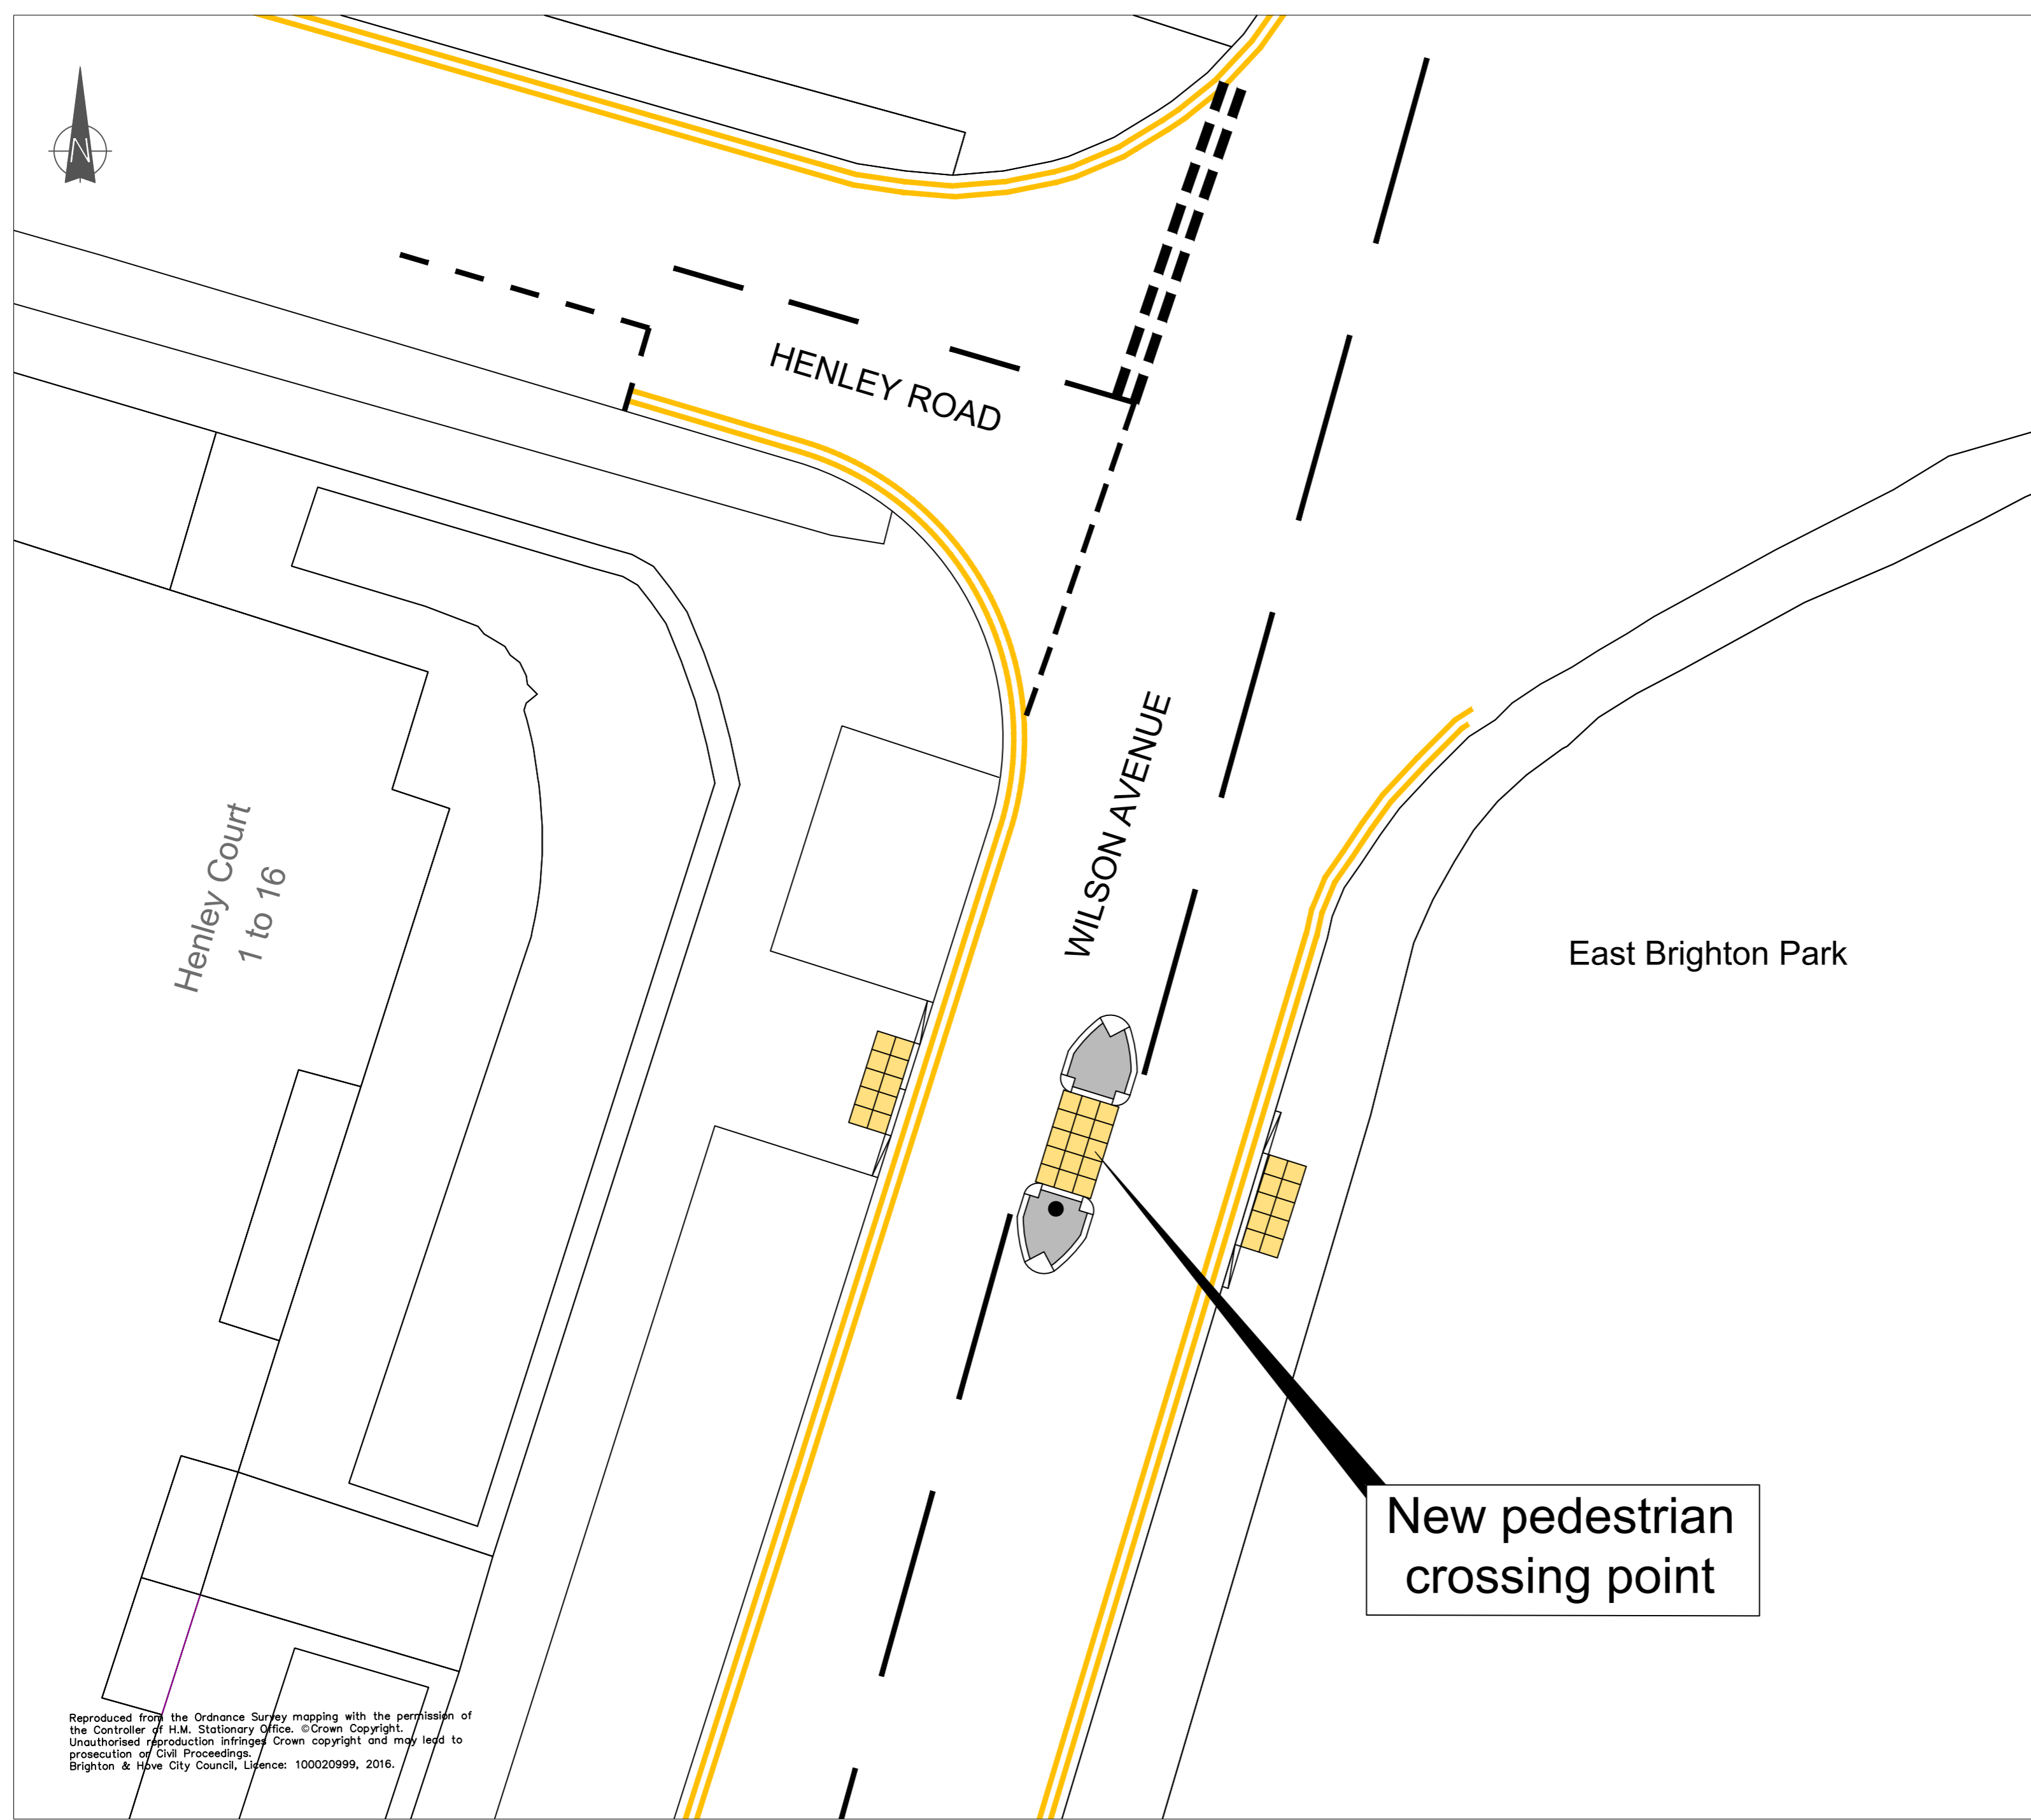 N
HENLEY ROAD
WILSON AVENUE
Henley Court
1 to 16
East Brighton Park
New pedestrian
crossing point
Reproduced from the Ordnance Survey mapping with the permission of
the Controller of H.M. Stationary Office. ©Crown Copyright.
Unauthorised reproduction infringes Crown copyright and may lead to
prosecution or Civil Proceedings.
Brighton & Hove City Council, Licence: 100020999, 2016.